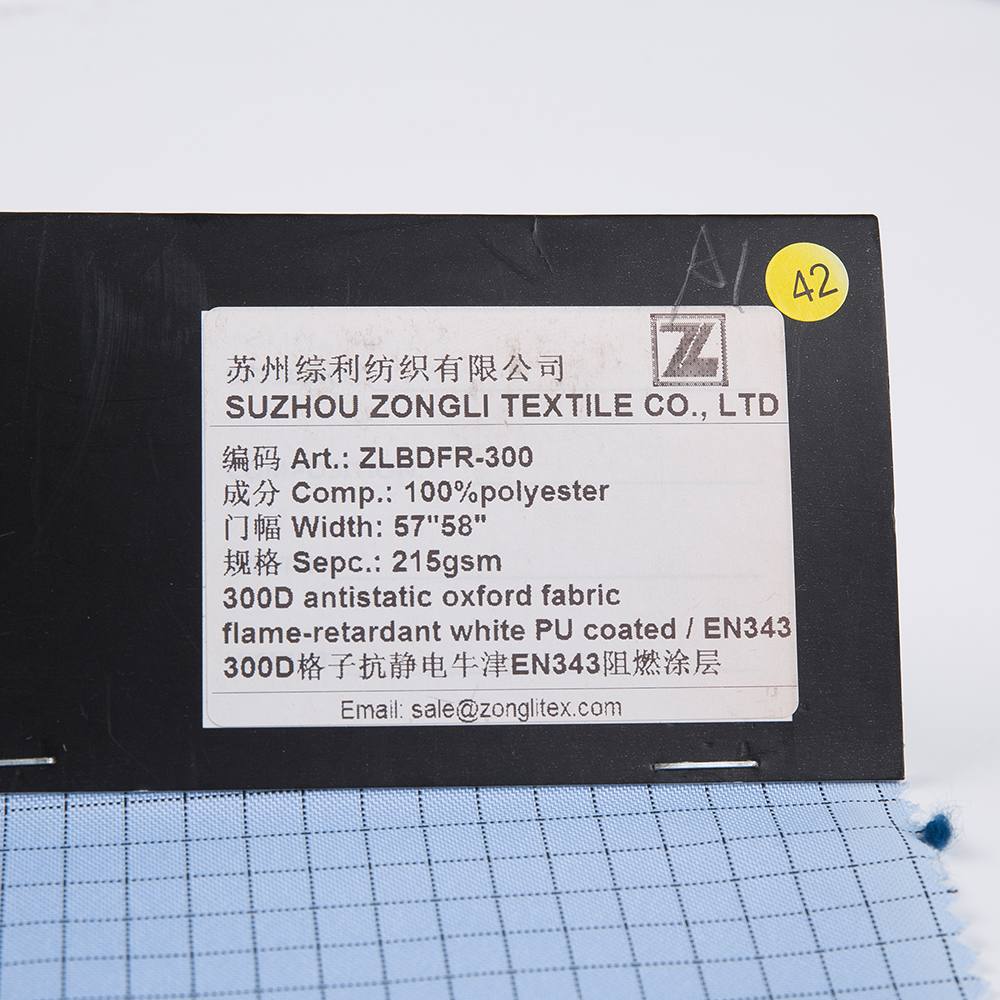 A1
42
Z
苏州综利纺织有限公司
SUZHOU ZONGLI TEXTILE CO., LTD
编码 Art.: ZLBDFR-300
成分 Comp.: 100%polyester
门幅 Width: 57"58"
规格 Sepc.: 215gsm
300D antistatic oxford fabric
flame-retardant white PU coated / EN343
300D格子抗静电牛津EN343阻燃涂层
Email: sale@zonglitex.com